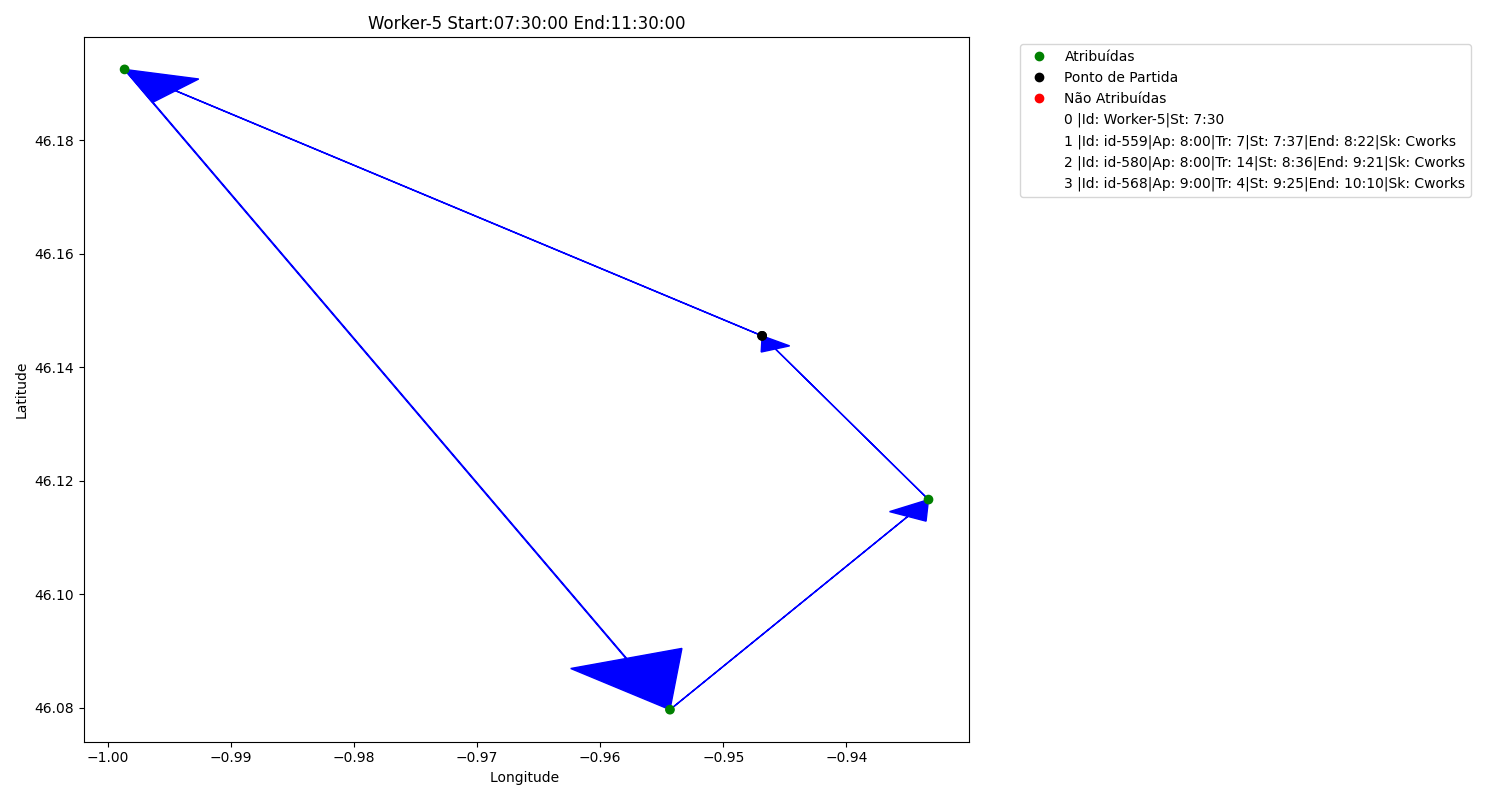 Worker-5 Start:07:30:00 End:11:30:00
Atribuídas
Ponto de Partida
Não Atribuídas
0 |Id: Worker-5|St: 7:30
1 |Id: id-559|Ap: 8:00|Tr: 7|St: 7:37|End: 8:22|Sk: Cworks
2 |Id: id-580|Ap: 8:00|Tr: 14|St: 8:36|End: 9:21|Sk: Cworks
3 |Id: id-568|Ap: 9:00|Tr: 4|St: 9:25|End: 10:10|Sk: Cworks
Latitude
46.18
46.16
46.14
46.12
46.10
46.08
−1.00 −0.99 −0.98 −0.97 −0.96 −0.95 −0.94
Longitude